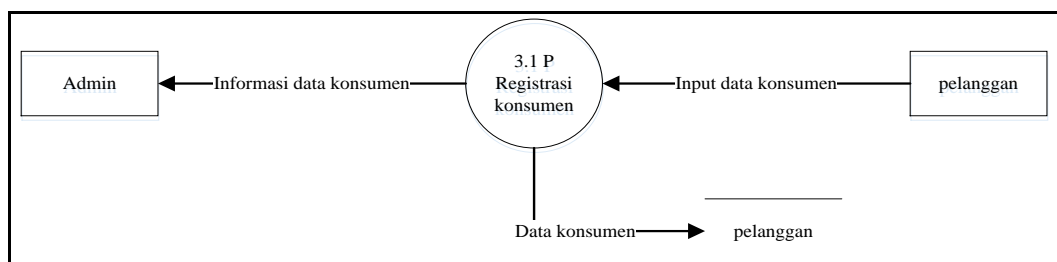 Admin
Informasi data konsumen
3.1 P
Registrasi
konsumen
Input data konsumen
pelanggan
Data konsumen
pelanggan